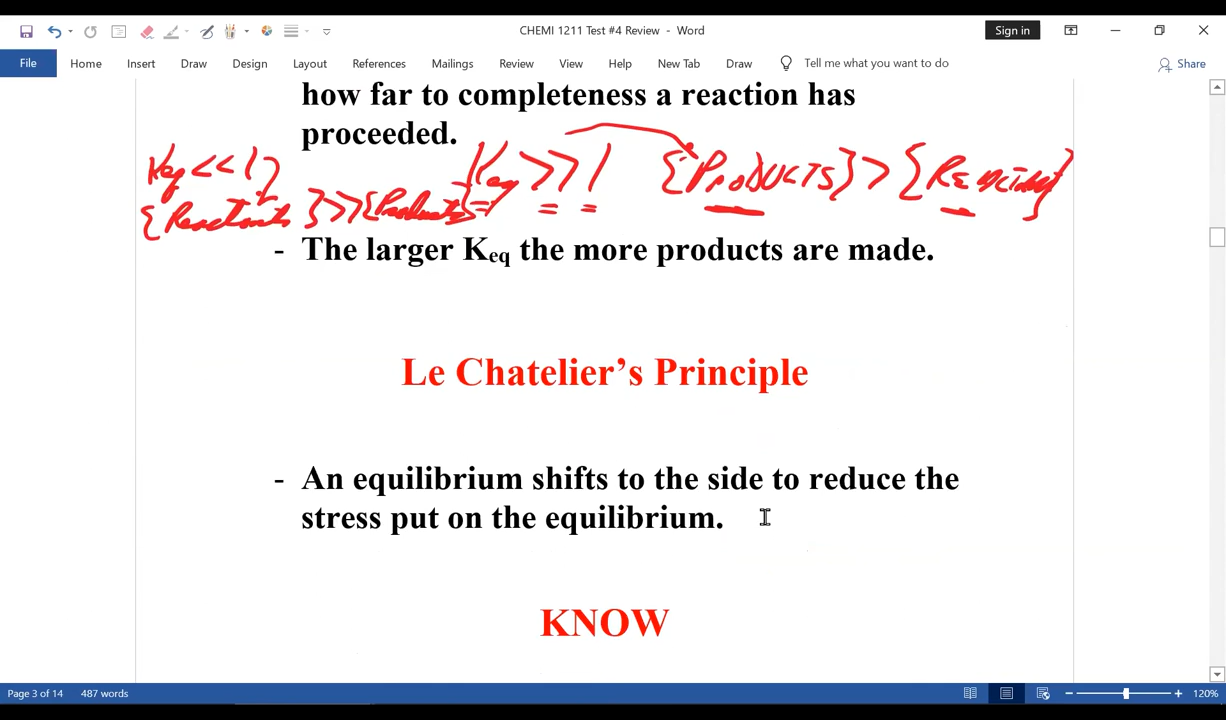 CHEMI 1211 Test #4 Review - Word
Sign in
File Home Insert Draw Design Layout References Mailings Review View Help New Tab Draw Tell me what you want to do Share
how far to completeness a reaction has
proceeded.
Keq <<1, Keq >>1 {PRODUCTS} > {REACTANTS}
{Reactants} >> {Products}
- The larger Keq the more products are made.
Le Chatelier’s Principle
- An equilibrium shifts to the side to reduce the
stress put on the equilibrium.
KNOW
Page 3 of 14 487 words 120%